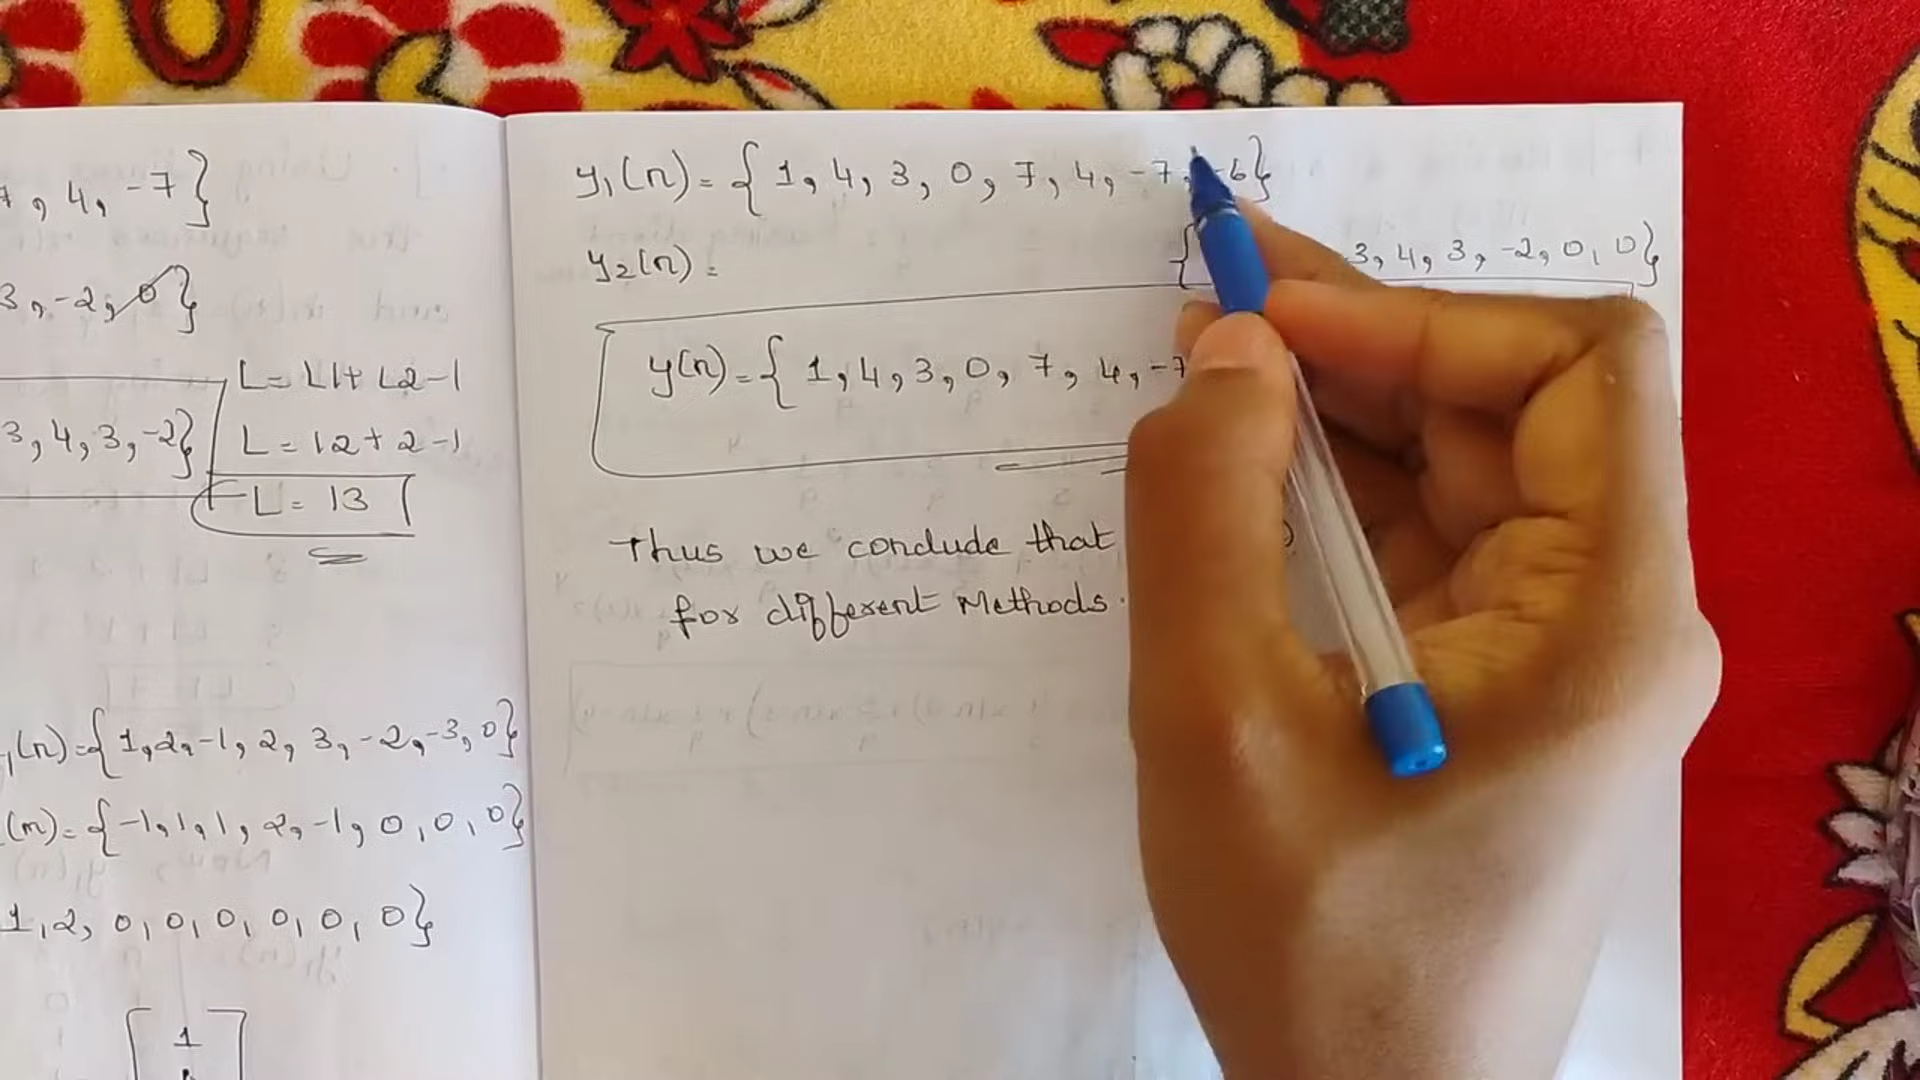 7, 4, -7}
3, -2, 0}
L = L1 + L2 - 1
3, 4, 3, -2}
L = 12 + 2 - 1
L = 13
1(n) = {1, 2, -1, 2, 3, -2, -3, 0}
(n) = {-1, 1, 1, 2, -1, 0, 0, 0}
1, 2, 0, 0, 0, 0, 0, 0}
1
y1(n) = {1, 4, 3, 0, 7, 4, -7, -6}
y2(n) = { 3, 4, 3, -2, 0, 0}
y(n) = {1, 4, 3, 0, 7, 4, -7
Thus we conclude that
for different Methods.